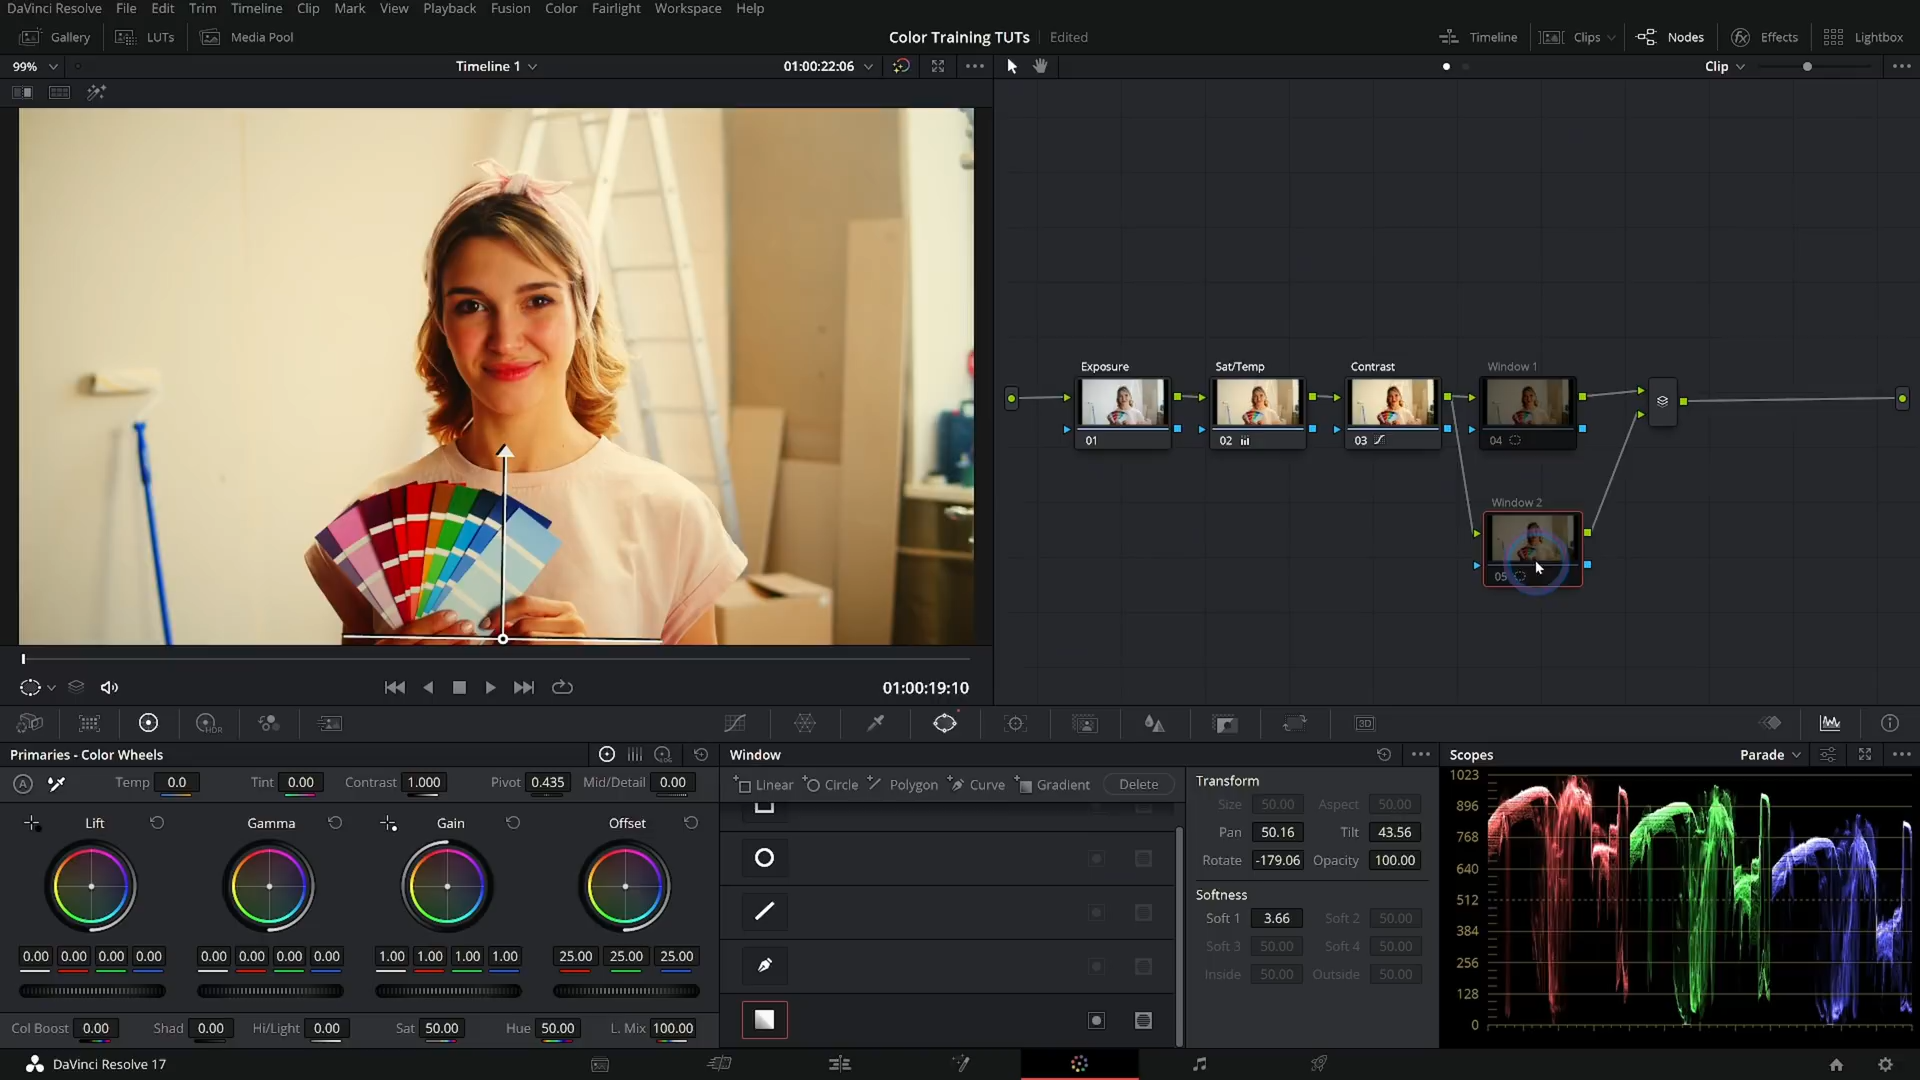 DaVinci Resolve File Edit Trim Timeline Clip Mark View Playback Fusion Color Fairlight Workspace Help
Gallery LUTs Media Pool Color Training TUTs Edited Timeline Clips Nodes Effects Lightbox
99% Timeline 1 01:00:22:06 Clip
Exposure Sat/Temp Contrast Window 1
01 02 03 04
Window 2
05
01:00:19:10
HDR 3D
Primaries - Color Wheels Window Scopes Parade
A Temp 0.0 Tint 0.00 Contrast 1.000 Pivot 0.435 Mid/Detail 0.00
Linear Circle Polygon Curve Gradient Delete
Transform
Size 50.00 Aspect 50.00
Pan 50.16 Tilt 43.56
Rotate -179.06 Opacity 100.00
Softness
Soft 1 3.66 Soft 2 50.00
Soft 3 50.00 Soft 4 50.00
Inside 50.00 Outside 50.00
Lift Gamma Gain Offset
0.00 0.00 0.00 0.00 0.00 0.00 0.00 0.00 1.00 1.00 1.00 1.00 25.00 25.00 25.00
Col Boost 0.00 Shad 0.00 Hi/Light 0.00 Sat 50.00 Hue 50.00 L. Mix 100.00
1023
896
768
640
512
384
256
128
0
DaVinci Resolve 17